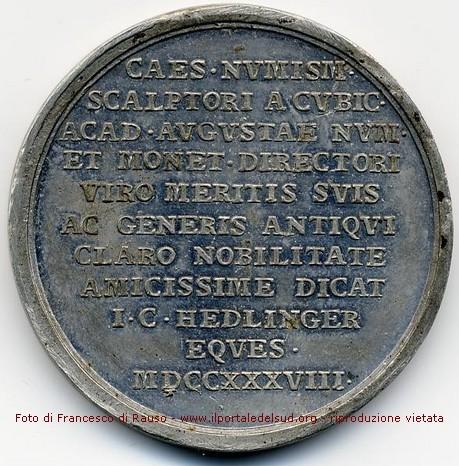 CAES·NVMISM·
SCALPTORI A CVBIC·
ACAD·AVGVSTAE NVM·
ET MONET·DIRECTORI
VIRO MERITIS SVIS
AC GENERIS ANTIQVI
CLARO NOBILITATE
AMICISSIME DICAT
I·C·HEDLINGER
EQVES·
MDCCXXXVIII·
Foto di Francesco di Rauso - www.ilportaledelsud.org - riproduzione vietata